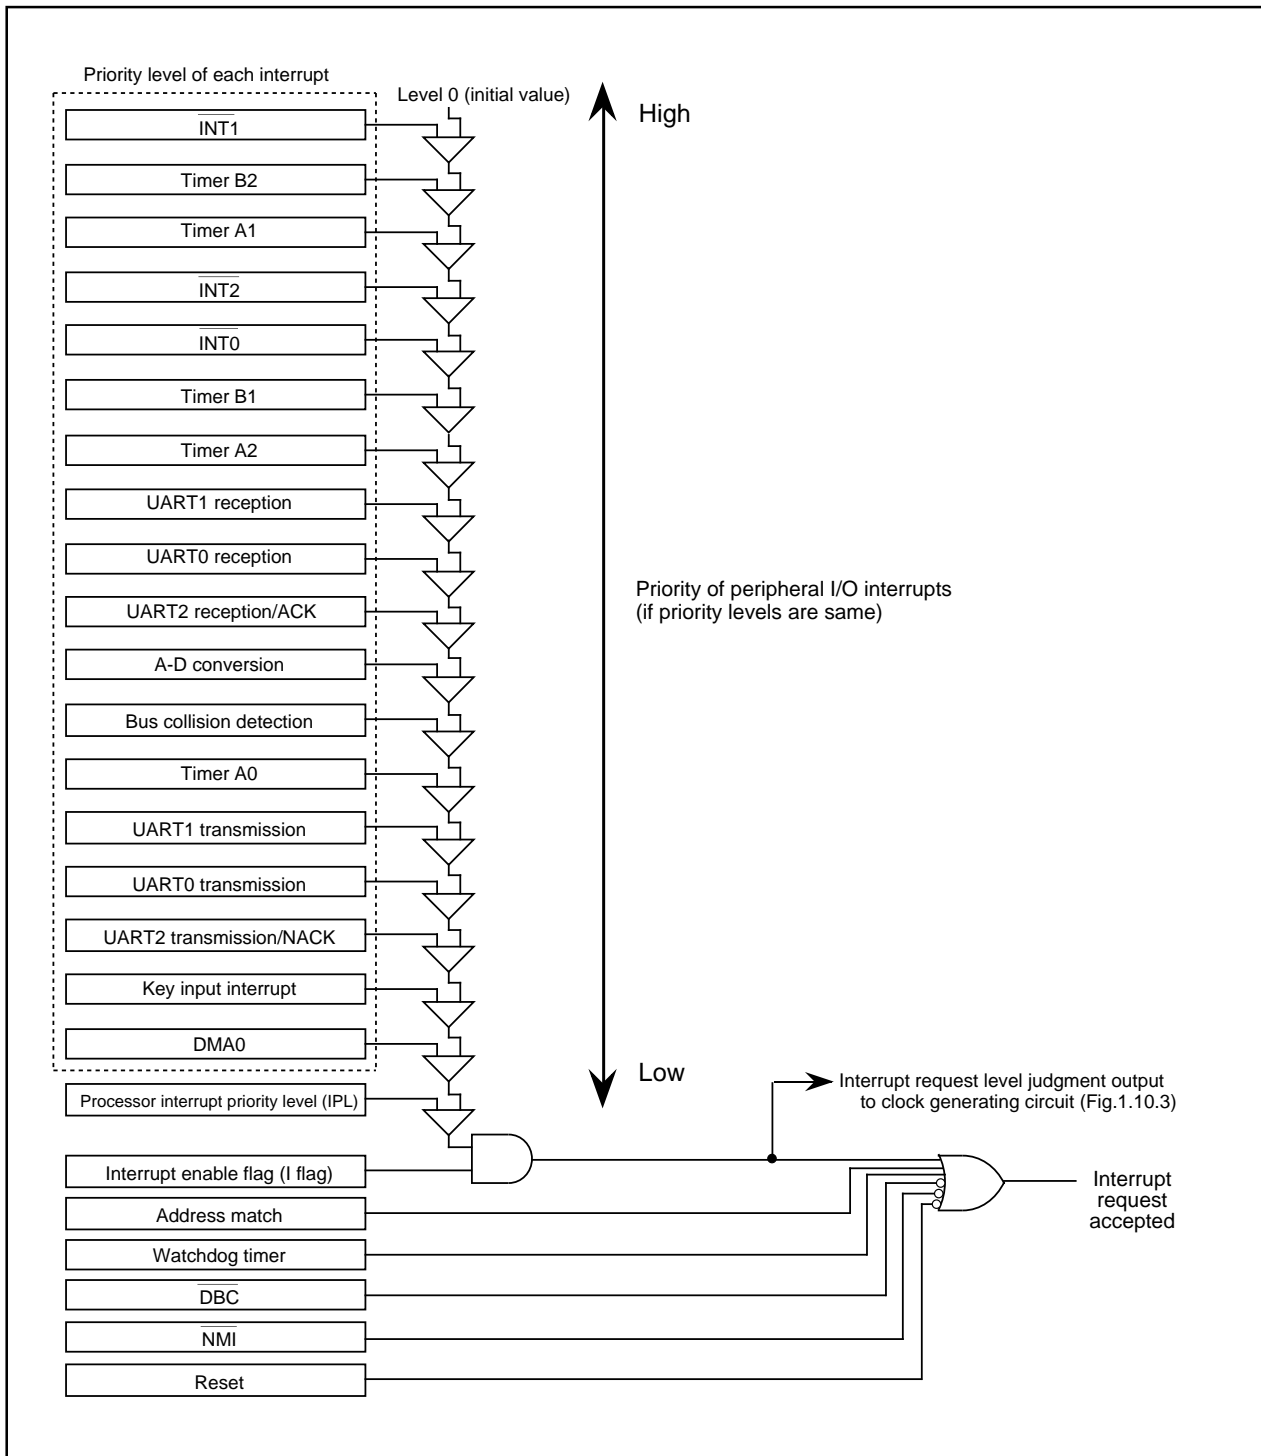 Priority level of each interrupt
Level 0 (initial value)
High
INT1
Timer B2
Timer A1
INT2
INT0
Timer B1
Timer A2
UART1 reception
UART0 reception
UART2 reception/ACK
Priority of peripheral I/O interrupts
(if priority levels are same)
A-D conversion
Bus collision detection
Timer A0
UART1 transmission
UART0 transmission
UART2 transmission/NACK
Key input interrupt
DMA0
Low
Processor interrupt priority level (IPL)
Interrupt request level judgment output
to clock generating circuit (Fig.1.10.3)
Interrupt enable flag (I flag)
Address match
Watchdog timer
DBC
NMI
Reset
Interrupt
request
accepted